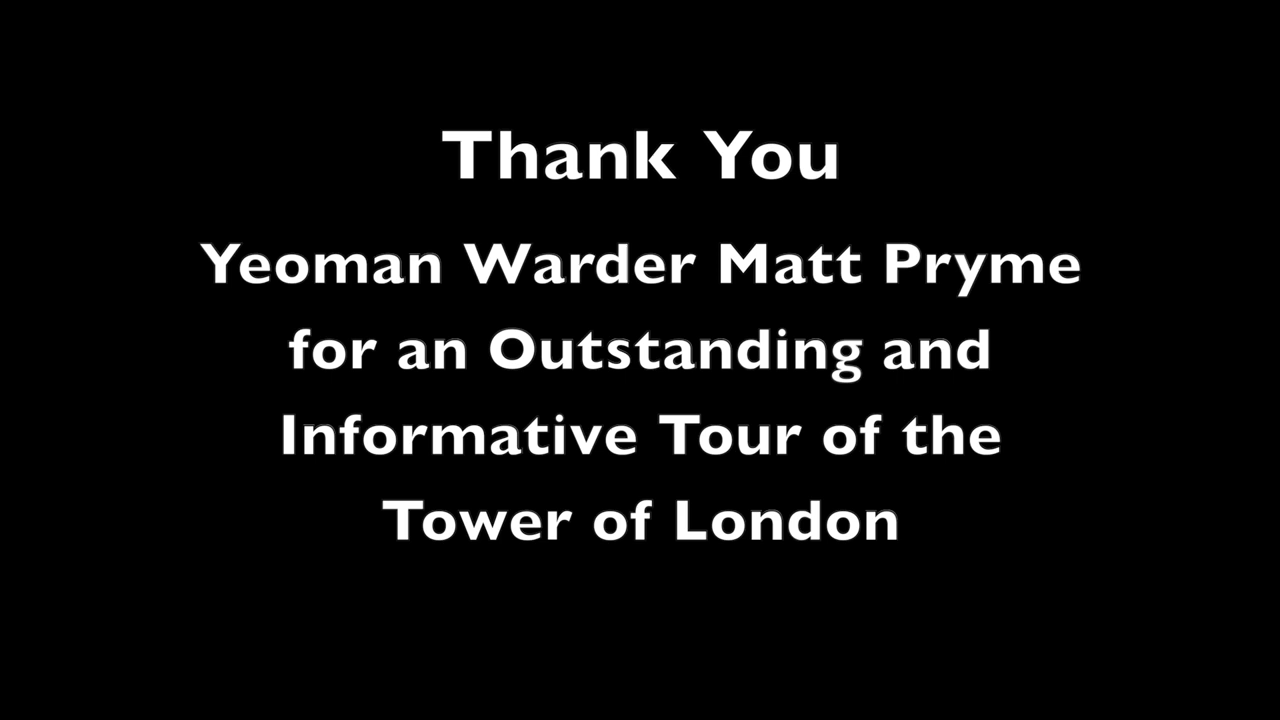 Thank You
Yeoman Warder Matt Pryme
for an Outstanding and
Informative Tour of the
Tower of London